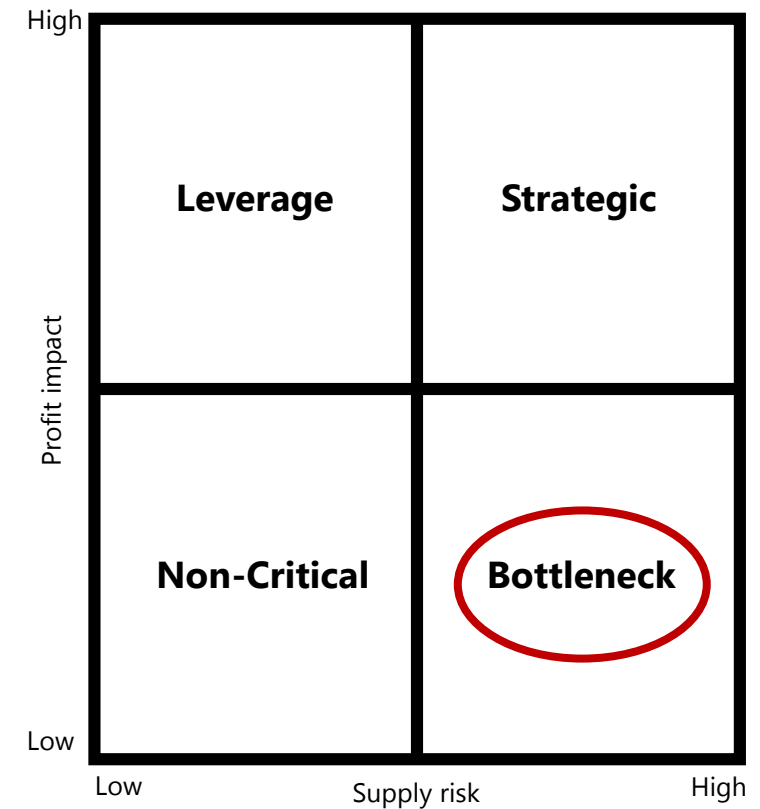 High
Leverage
Strategic
Profit impact
Non-Critical
Bottleneck
Low
Low
Supply risk
High